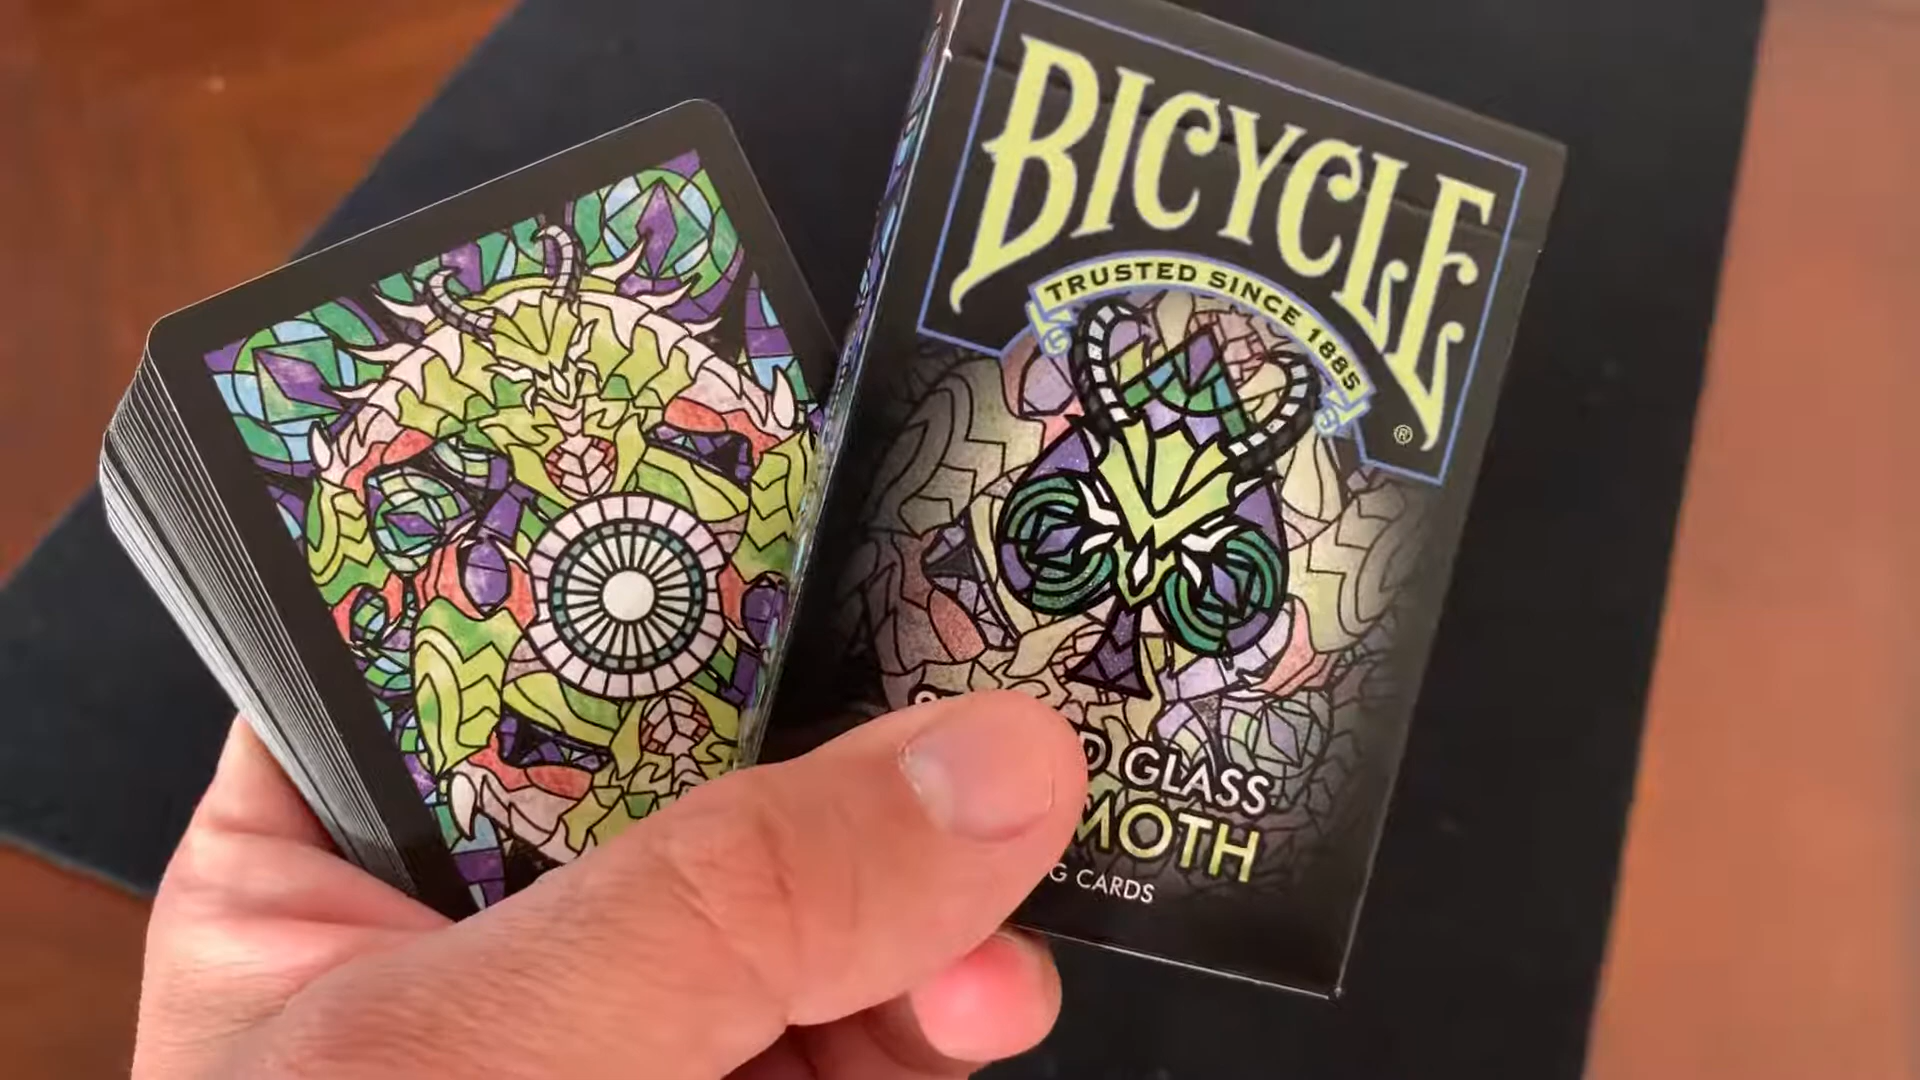 BICYCLE
®
TRUSTED SINCE 1885
GLASS
MOTH
G CARDS